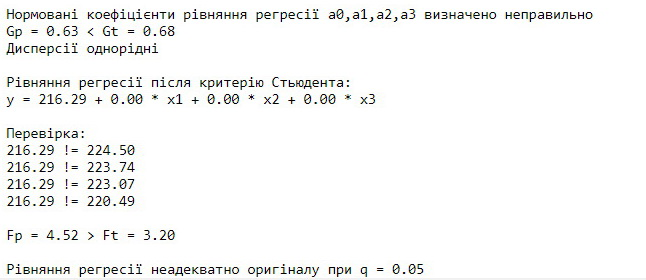 Нормовані коефіцієнти рівняння регресії a0,a1,a2,a3 визначено неправильно
Gp = 0.63 < Gt = 0.68
Дисперсії однорідні
Рівняння регресії після критерію Стьюдента:
y = 216.29 + 0.00 * x1 + 0.00 * x2 + 0.00 * x3
Перевірка:
216.29 != 224.50
216.29 != 223.74
216.29 != 223.07
216.29 != 220.49
Fp = 4.52 > Ft = 3.20
Рівняння регресії неадекватно оригіналу при q = 0.05